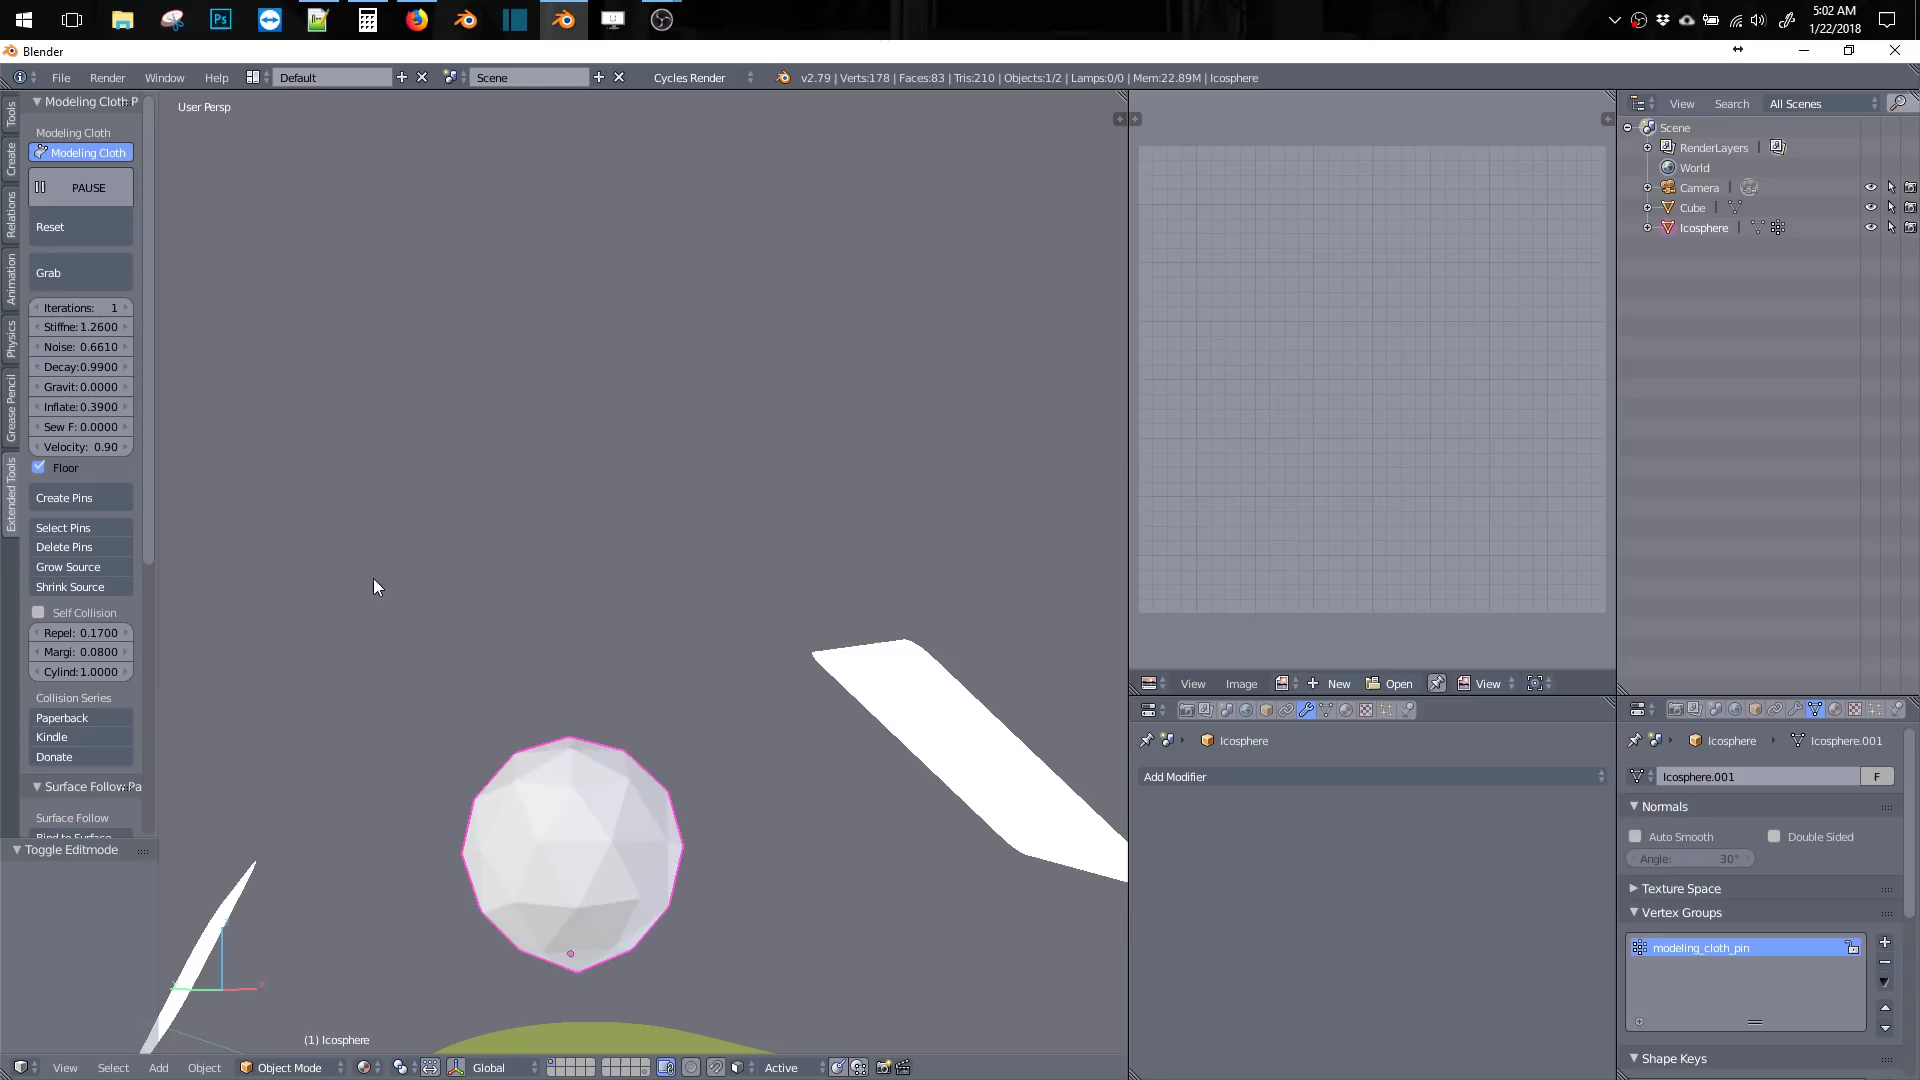 5:02 AM
1/22/2018
Blender
File Render Window Help Default Scene Cycles Render v2.79 | Verts:178 | Faces:83 | Tris:210 | Objects:1/2 | Lamps:0/0 | Mem:22.89M | Icosphere
Tools
Create
Relations
Animation
Physics
Grease Pencil
Extended Tools
Modeling Cloth P
Modeling Cloth
Modeling Cloth
PAUSE
Reset
Grab
Iterations: 1
Stiffne: 1.2600
Noise: 0.6610
Decay: 0.9900
Gravit: 0.0000
Inflate: 0.3900
Sew F: 0.0000
Velocity: 0.90
Floor
Create Pins
Select Pins
Delete Pins
Grow Source
Shrink Source
Self Collision
Repel: 0.1700
Margi: 0.0800
Cylind: 1.0000
Collision Series
Paperback
Kindle
Donate
Surface Follow Pa
Surface Follow
Toggle Editmode
User Persp
(1) Icosphere
View Select Add Object Object Mode Global Active
View Image New Open View
Icosphere
Add Modifier
View Search All Scenes
Scene
RenderLayers
World
Camera
Cube
Icosphere
Icosphere Icosphere.001
Icosphere.001 F
Normals
Auto Smooth Double Sided
Angle: 30°
Texture Space
Vertex Groups
modeling_cloth_pin
Shape Keys